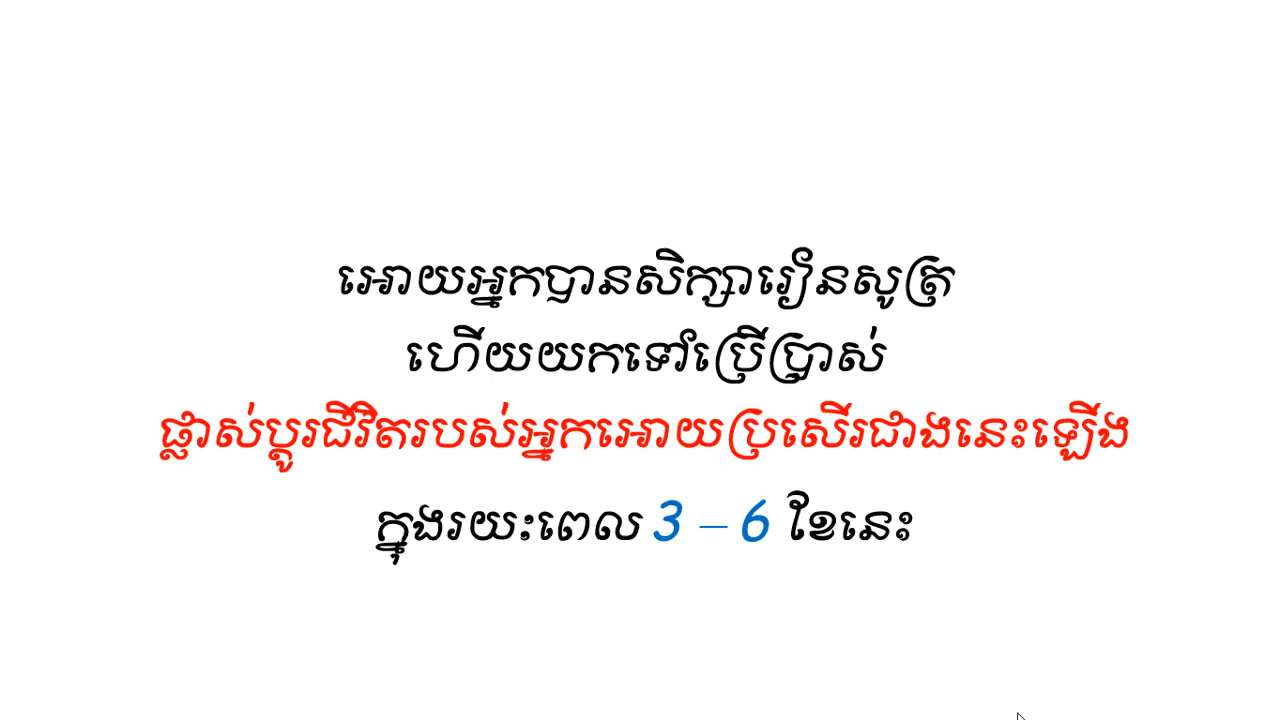 អោយអ្នកបានសិក្សារៀនសូត្រ
ហើយយកទៅប្រើប្រាស់
ផ្លាស់ប្តូរជីវិតរបស់អ្នកអោយប្រសើរជាងនេះឡើង
ក្នុងរយៈពេល 3 – 6 ខែនេះ